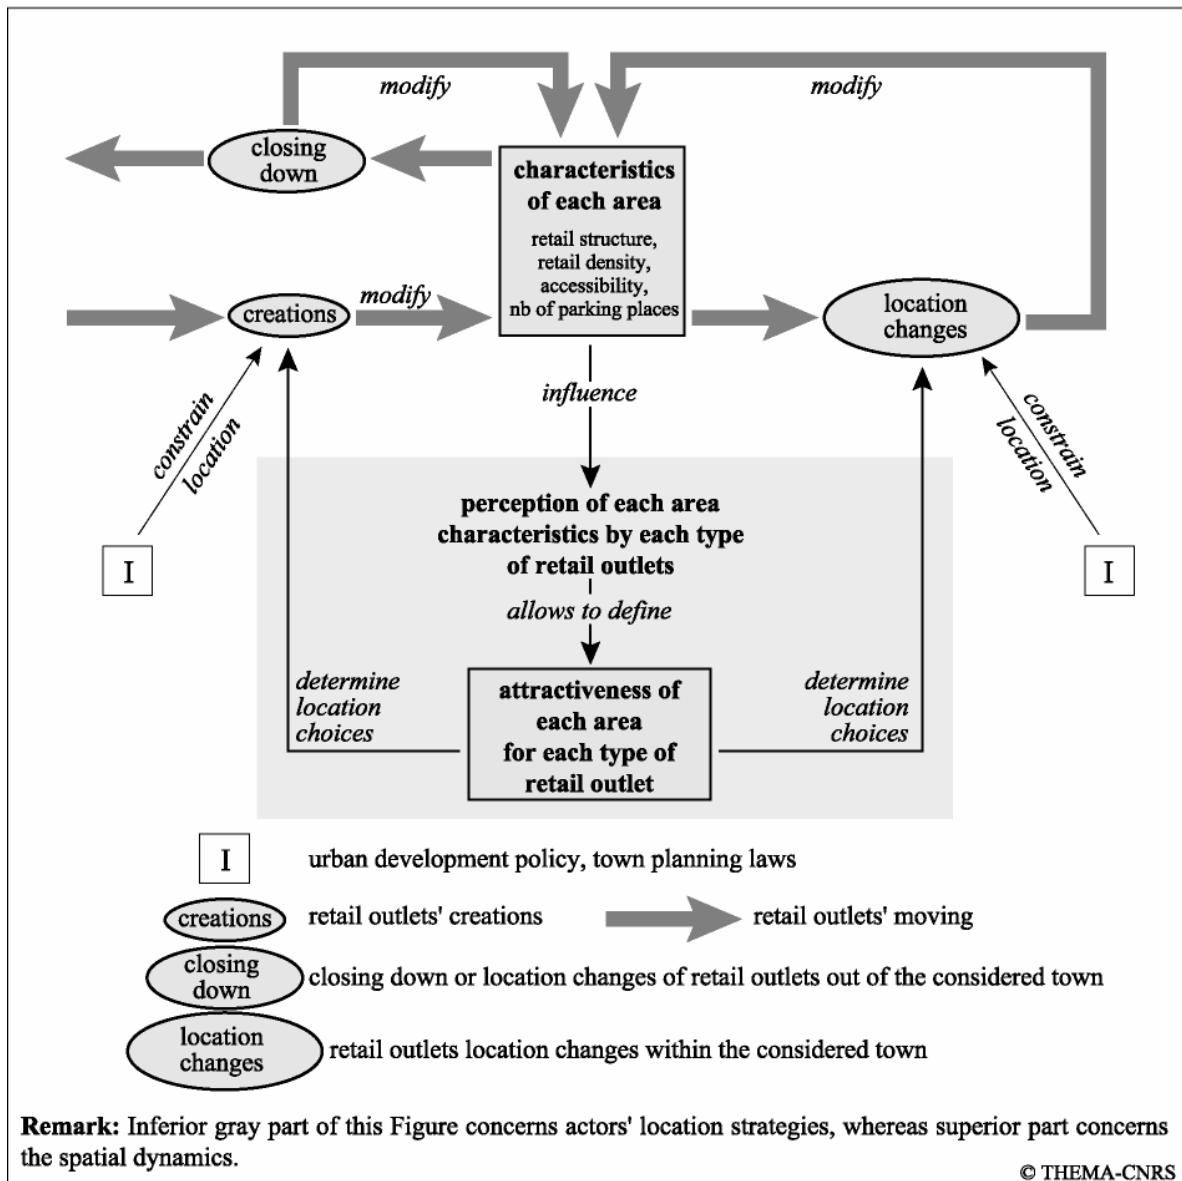 modify
modify
closing
down
characteristics
of each area
retail structure,
retail density,
accessibility,
nb of parking places
creations
modify
location
changes
influence
constrain
location
constrain
location
I
I
perception of each area
characteristics by each type
of retail outlets
allows to define
determine
location
choices
attractiveness of
each area
for each type of
retail outlet
determine
location
choices
I urban development policy, town planning laws
creations retail outlets' creations retail outlets' moving
closing
down
closing down or location changes of retail outlets out of the considered town
location
changes
retail outlets location changes within the considered town
Remark: Inferior gray part of this Figure concerns actors' location strategies, whereas superior part concerns
the spatial dynamics.
© THEMA-CNRS